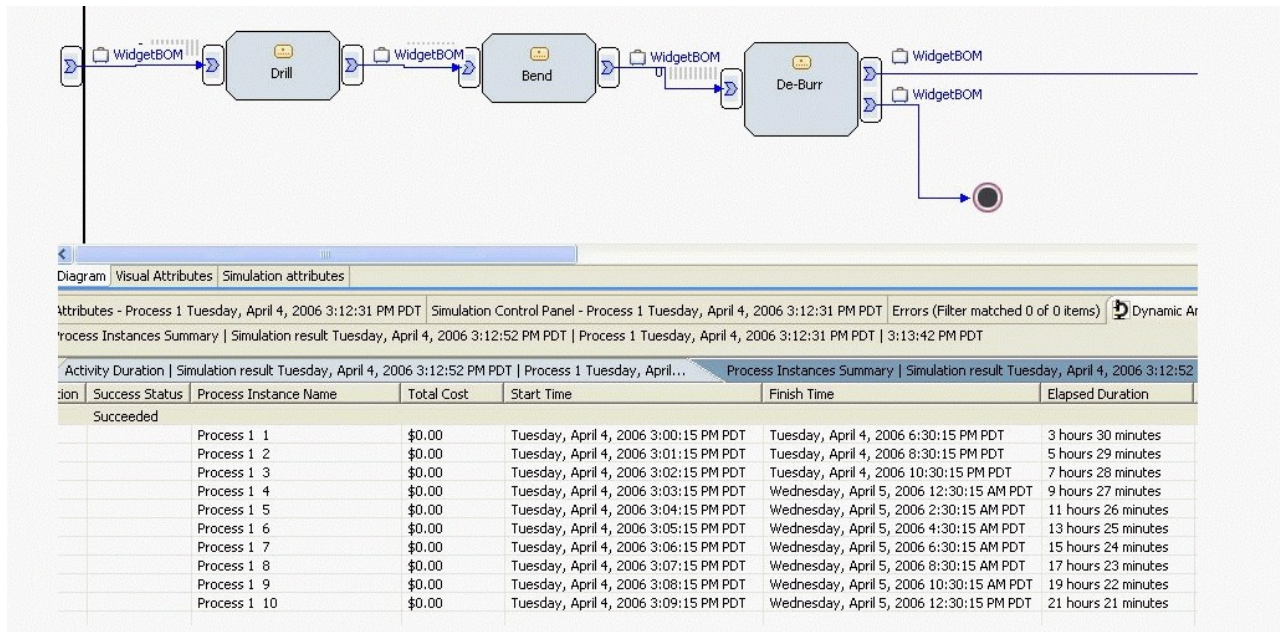 WidgetBOM
Drill
WidgetBOM
Bend
WidgetBOM
De-Burr
WidgetBOM
WidgetBOM
Diagram Visual Attributes Simulation attributes
Attributes - Process 1 Tuesday, April 4, 2006 3:12:31 PM PDT Simulation Control Panel - Process 1 Tuesday, April 4, 2006 3:12:31 PM PDT Errors (Filter matched 0 of 0 items) Dynamic
Process Instances Summary | Simulation result Tuesday, April 4, 2006 3:12:52 PM PDT | Process 1 Tuesday, April 4, 2006 3:12:31 PM PDT | 3:13:42 PM PDT
Activity Duration | Simulation result Tuesday, April 4, 2006 3:12:52 PM PDT | Process 1 Tuesday, April... Process Instances Summary | Simulation result Tuesday, April 4, 2006 3:12:52
tion Success Status Process Instance Name Total Cost Start Time Finish Time Elapsed Duration
Succeeded
Process 1 1 $0.00 Tuesday, April 4, 2006 3:00:15 PM PDT Tuesday, April 4, 2006 6:30:15 PM PDT 3 hours 30 minutes
Process 1 2 $0.00 Tuesday, April 4, 2006 3:01:15 PM PDT Tuesday, April 4, 2006 8:30:15 PM PDT 5 hours 29 minutes
Process 1 3 $0.00 Tuesday, April 4, 2006 3:02:15 PM PDT Tuesday, April 4, 2006 10:30:15 PM PDT 7 hours 28 minutes
Process 1 4 $0.00 Tuesday, April 4, 2006 3:03:15 PM PDT Wednesday, April 5, 2006 12:30:15 AM PDT 9 hours 27 minutes
Process 1 5 $0.00 Tuesday, April 4, 2006 3:04:15 PM PDT Wednesday, April 5, 2006 2:30:15 AM PDT 11 hours 26 minutes
Process 1 6 $0.00 Tuesday, April 4, 2006 3:05:15 PM PDT Wednesday, April 5, 2006 4:30:15 AM PDT 13 hours 25 minutes
Process 1 7 $0.00 Tuesday, April 4, 2006 3:06:15 PM PDT Wednesday, April 5, 2006 6:30:15 AM PDT 15 hours 24 minutes
Process 1 8 $0.00 Tuesday, April 4, 2006 3:07:15 PM PDT Wednesday, April 5, 2006 8:30:15 AM PDT 17 hours 23 minutes
Process 1 9 $0.00 Tuesday, April 4, 2006 3:08:15 PM PDT Wednesday, April 5, 2006 10:30:15 AM PDT 19 hours 22 minutes
Process 1 10 $0.00 Tuesday, April 4, 2006 3:09:15 PM PDT Wednesday, April 5, 2006 12:30:15 PM PDT 21 hours 21 minutes